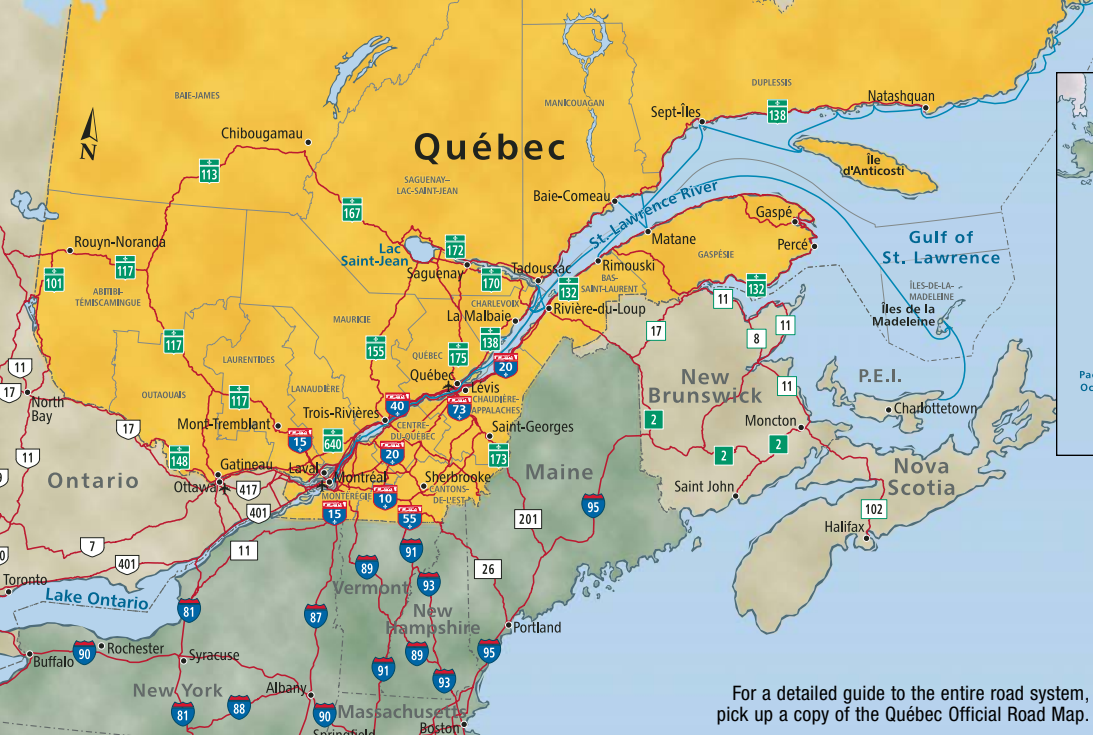 DUPLESSIS
BAIE-JAMES
MANICOUAGAN
Natashquan
Sept-Îles
138
Chibougamau
N
Québec
Île
d'Anticosti
113
SAGUENAY–
LAC-SAINT-JEAN
Baie-Comeau
St. Lawrence River
167
Gaspé
Rouyn-Noranda
Matane
Gulf of
St. Lawrence
Percé
Lac
Saint-Jean
172
GASPÉSIE
117
101
Saguenay
170
Tadoussac
Rimouski
BAS-
SAINT-LAURENT
132
132
ABITIBI-
TÉMISCAMINGUE
ÎLES-DE-LA-
MADELEINE
Îles de la
Madeleine
11
CHARLEVOIX
La Malbaie
Rivière-du-Loup
MAURICIE
17
11
8
117
155
QUÉBEC
175
138
20
LAURENTIDES
11
17
North
Bay
OUTAOUAIS
LANAUDIÈRE
Québec
Lévis
New
Brunswick
11
P.E.I.
117
40
73
CHAUDIÈRE-
APPALACHES
Charlottetown
Trois-Rivières
Mont-Tremblant
17
15
640
CENTRE-
DU-QUÉBEC
Saint-Georges
2
Moncton
11
148
20
173
2
2
Gatineau
Laval
Maine
Nova
Scotia
Ontario
Ottawa
417
Montréal
Sherbrooke
CANTONS-
DE-L'EST
Saint John
MONTÉRÉGIE
10
401
15
55
95
102
201
Halifax
7
11
401
91
Toronto
89
26
Vermont
93
Lake Ontario
81
87
New
Hampshire
Portland
90
Rochester
Buffalo
Syracuse
89
95
91
93
New York
Albany
For a detailed guide to the entire road system,
pick up a copy of the Québec Official Road Map.
81
88
90
Massachusetts
Boston
Springfield